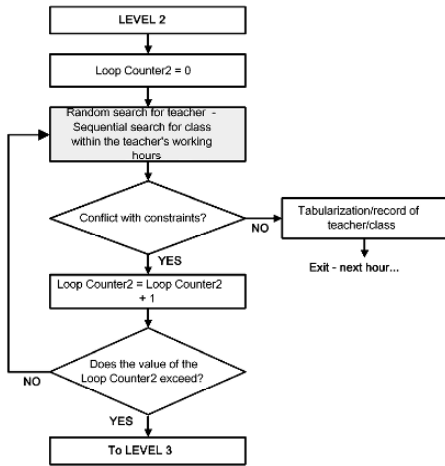 LEVEL 2
Loop Counter2 = 0
Random search for teacher -
Sequential search for class
within the teacher's working
hours
Conflict with constraints?
NO
Tabularization/record of
teacher/class
Exit - next hour...
YES
Loop Counter2 = Loop Counter2
+ 1
Does the value of the
Loop Counter2 exceed?
NO
YES
To LEVEL 3